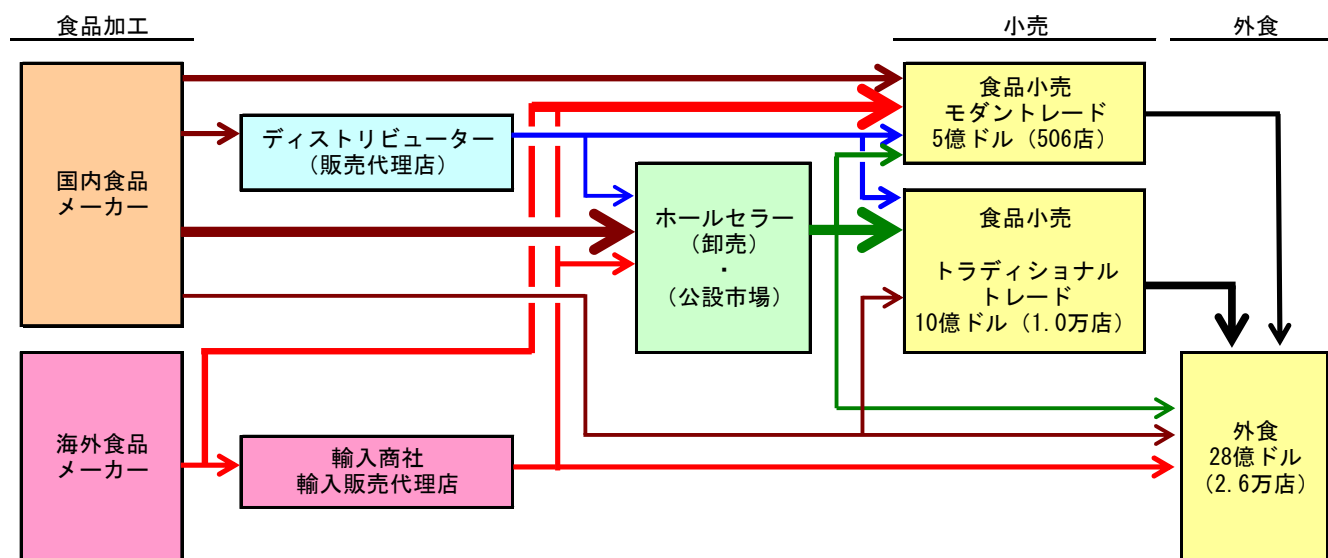 食品加工
小売
外食
国内食品
メーカー
ディストリビューター
(販売代理店)
ホールセラー
(卸売)
・
(公設市場)
食品小売
モダントレード
5億ドル (506店)
食品小売
トラディショナル
トレード
10億ドル (1.0万店)
海外食品
メーカー
輸入商社
輸入販売代理店
外食
28億ドル
(2.6万店)